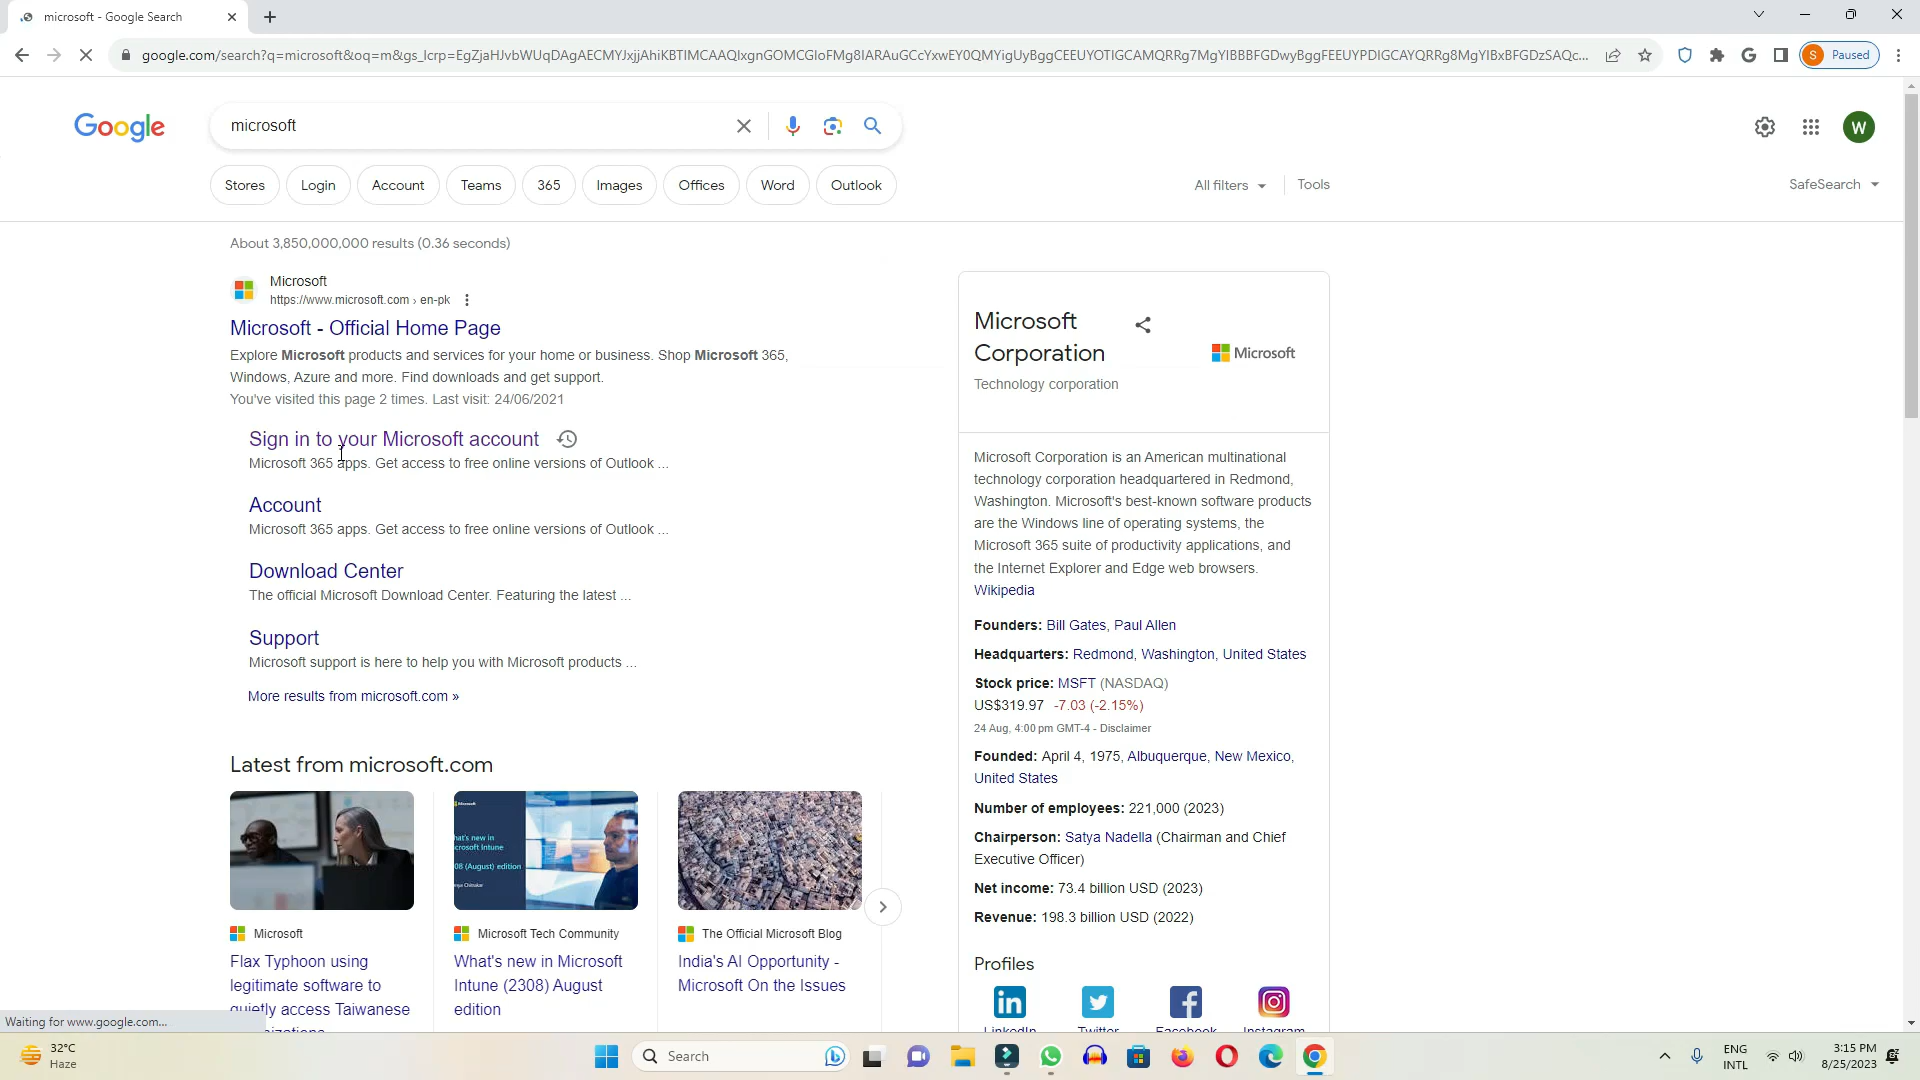 microsoft - Google Search
google.com/search?q=microsoft&oq=m&gs_lcrp=EgZjaHJvbWUqDAgAECMYJxjjAhiKBTIMCAAQIxgnGOMCGIoFMg8IARAuGCcYxwEY0QMYigUyBggCEEUYOTIGCAMQRRg7MgYIBBBFGDwyBggFEEUYPDIGCAYQRRg8MgYIBxBFGDzSAQc...
Paused
Google
microsoft
W
Stores
Login
Account
Teams
365
Images
Offices
Word
Outlook
All filters
Tools
SafeSearch
About 3,850,000,000 results (0.36 seconds)
Microsoft
https://www.microsoft.com › en-pk
Microsoft - Official Home Page
Explore Microsoft products and services for your home or business. Shop Microsoft 365,
Windows, Azure and more. Find downloads and get support.
You've visited this page 2 times. Last visit: 24/06/2021
Sign in to your Microsoft account
Microsoft 365 apps. Get access to free online versions of Outlook ...
Account
Microsoft 365 apps. Get access to free online versions of Outlook ...
Download Center
The official Microsoft Download Center. Featuring the latest ...
Support
Microsoft support is here to help you with Microsoft products ...
More results from microsoft.com »
Latest from microsoft.com
Microsoft
Flax Typhoon using
legitimate software to
quietly access Taiwanese
Microsoft Tech Community
What's new in Microsoft
Intune (2308) August
edition
The Official Microsoft Blog
India's AI Opportunity -
Microsoft On the Issues
Microsoft
Corporation
Microsoft
Technology corporation
Microsoft Corporation is an American multinational
technology corporation headquartered in Redmond,
Washington. Microsoft's best-known software products
are the Windows line of operating systems, the
Microsoft 365 suite of productivity applications, and
the Internet Explorer and Edge web browsers.
Wikipedia
Founders: Bill Gates, Paul Allen
Headquarters: Redmond, Washington, United States
Stock price: MSFT (NASDAQ)
US$319.97 -7.03 (-2.15%)
24 Aug, 4:00 pm GMT-4 - Disclaimer
Founded: April 4, 1975, Albuquerque, New Mexico,
United States
Number of employees: 221,000 (2023)
Chairperson: Satya Nadella (Chairman and Chief
Executive Officer)
Net income: 73.4 billion USD (2023)
Revenue: 198.3 billion USD (2022)
Profiles
LinkedIn
Twitter
Facebook
Instagram
Waiting for www.google.com...
32°C
Haze
Search
ENG
INTL
3:15 PM
8/25/2023